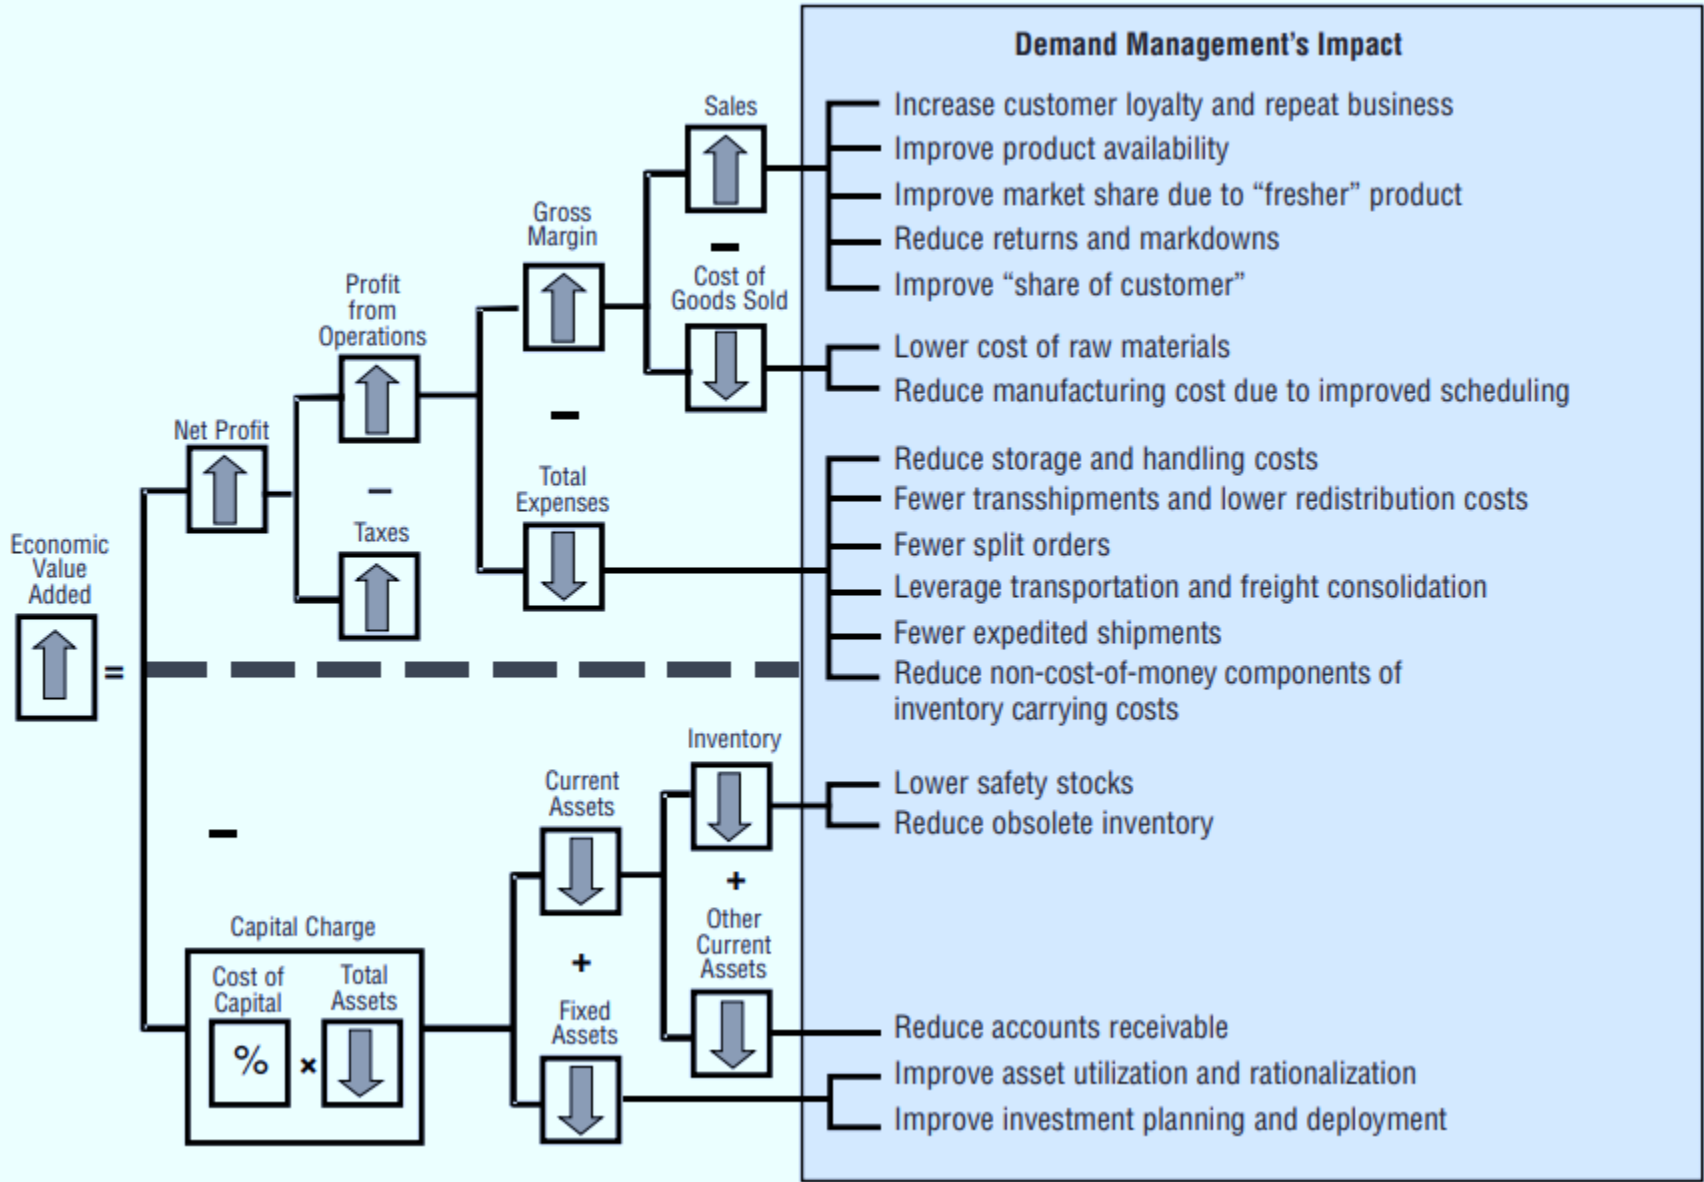 Demand Management’s Impact
Sales
Increase customer loyalty and repeat business
Improve product availability
Improve market share due to “fresher” product
Reduce returns and markdowns
Improve “share of customer”
–
Cost of
Goods Sold
Lower cost of raw materials
Reduce manufacturing cost due to improved scheduling
Gross
Margin
–
Total
Expenses
Reduce storage and handling costs
Fewer transshipments and lower redistribution costs
Fewer split orders
Leverage transportation and freight consolidation
Fewer expedited shipments
Reduce non-cost-of-money components of
inventory carrying costs
Profit
from
Operations
–
Taxes
Net Profit
Economic
Value
Added
=
–
Inventory
Lower safety stocks
Reduce obsolete inventory
+
Other
Current
Assets
Reduce accounts receivable
Current
Assets
+
Fixed
Assets
Improve asset utilization and rationalization
Improve investment planning and deployment
Capital Charge
Cost of
Capital
%
×
Total
Assets